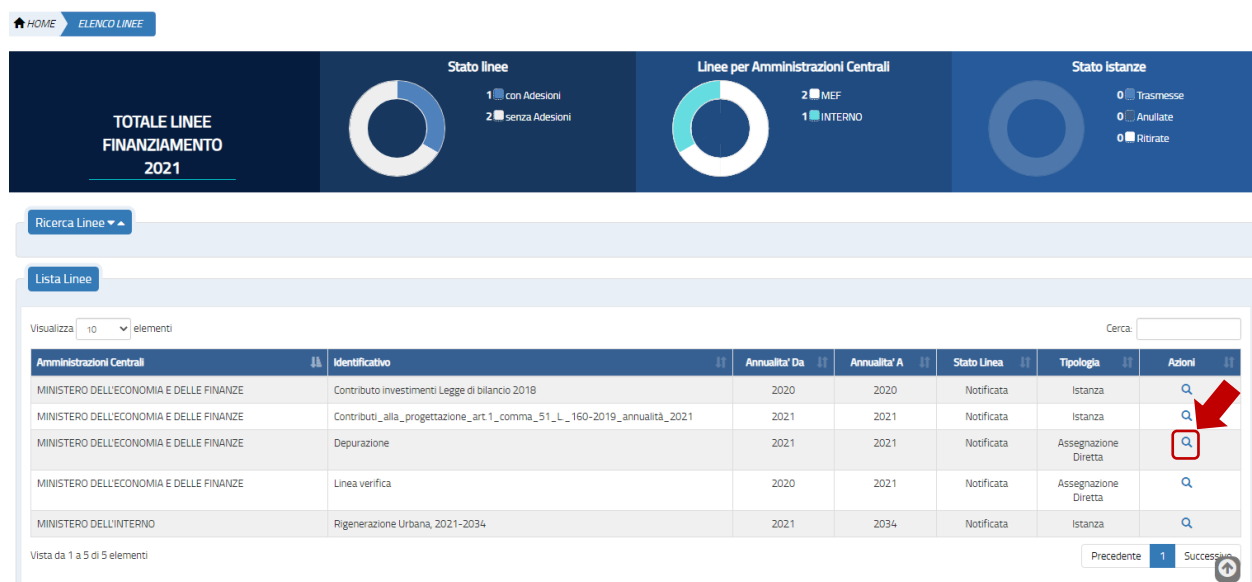 HOME ELENCO LINEE
TOTALE LINEE
FINANZIAMENTO
2021
Stato linee
1 con Adesioni
2 senza Adesioni
Linee per Amministrazioni Centrali
2 MEF
1 INTERNO
Stato istanze
0 Trasmesse
0 Anullate
0 Ritirate
Ricerca Linee
Lista Linee
Visualizza 10 elementi Cerca:
Amministrazioni Centrali Identificativo Annualita' Da Annualita' A Stato Linea Tipologia Azioni
MINISTERO DELL'ECONOMIA E DELLE FINANZE Contributo investimenti Legge di bilancio 2018 2020 2020 Notificata Istanza
MINISTERO DELL'ECONOMIA E DELLE FINANZE Contributi_alla_progettazione_art.1_comma_51_L._160-2019_annualità_2021 2021 2021 Notificata Istanza
MINISTERO DELL'ECONOMIA E DELLE FINANZE Depurazione 2021 2021 Notificata Assegnazione
Diretta
MINISTERO DELL'ECONOMIA E DELLE FINANZE Linea verifica 2020 2021 Notificata Assegnazione
Diretta
MINISTERO DELL'INTERNO Rigenerazione Urbana, 2021-2034 2021 2034 Notificata Istanza
Vista da 1 a 5 di 5 elementi Precedente 1 Successivo